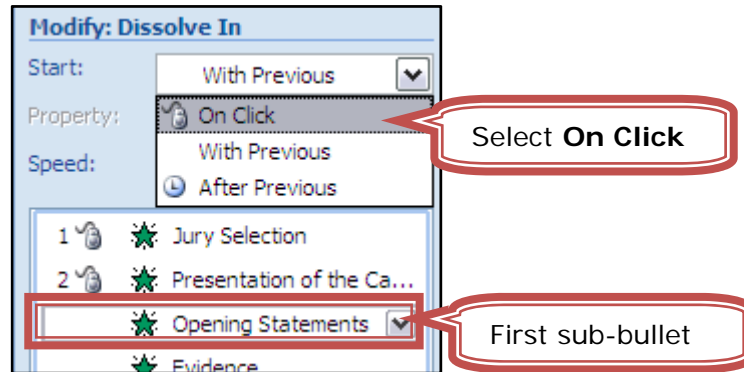 Modify: Dissolve In
Start: With Previous
Property: On Click
Select On Click
Speed: With Previous
After Previous
1 Jury Selection
2 Presentation of the Ca...
Opening Statements
First sub-bullet
Evidence